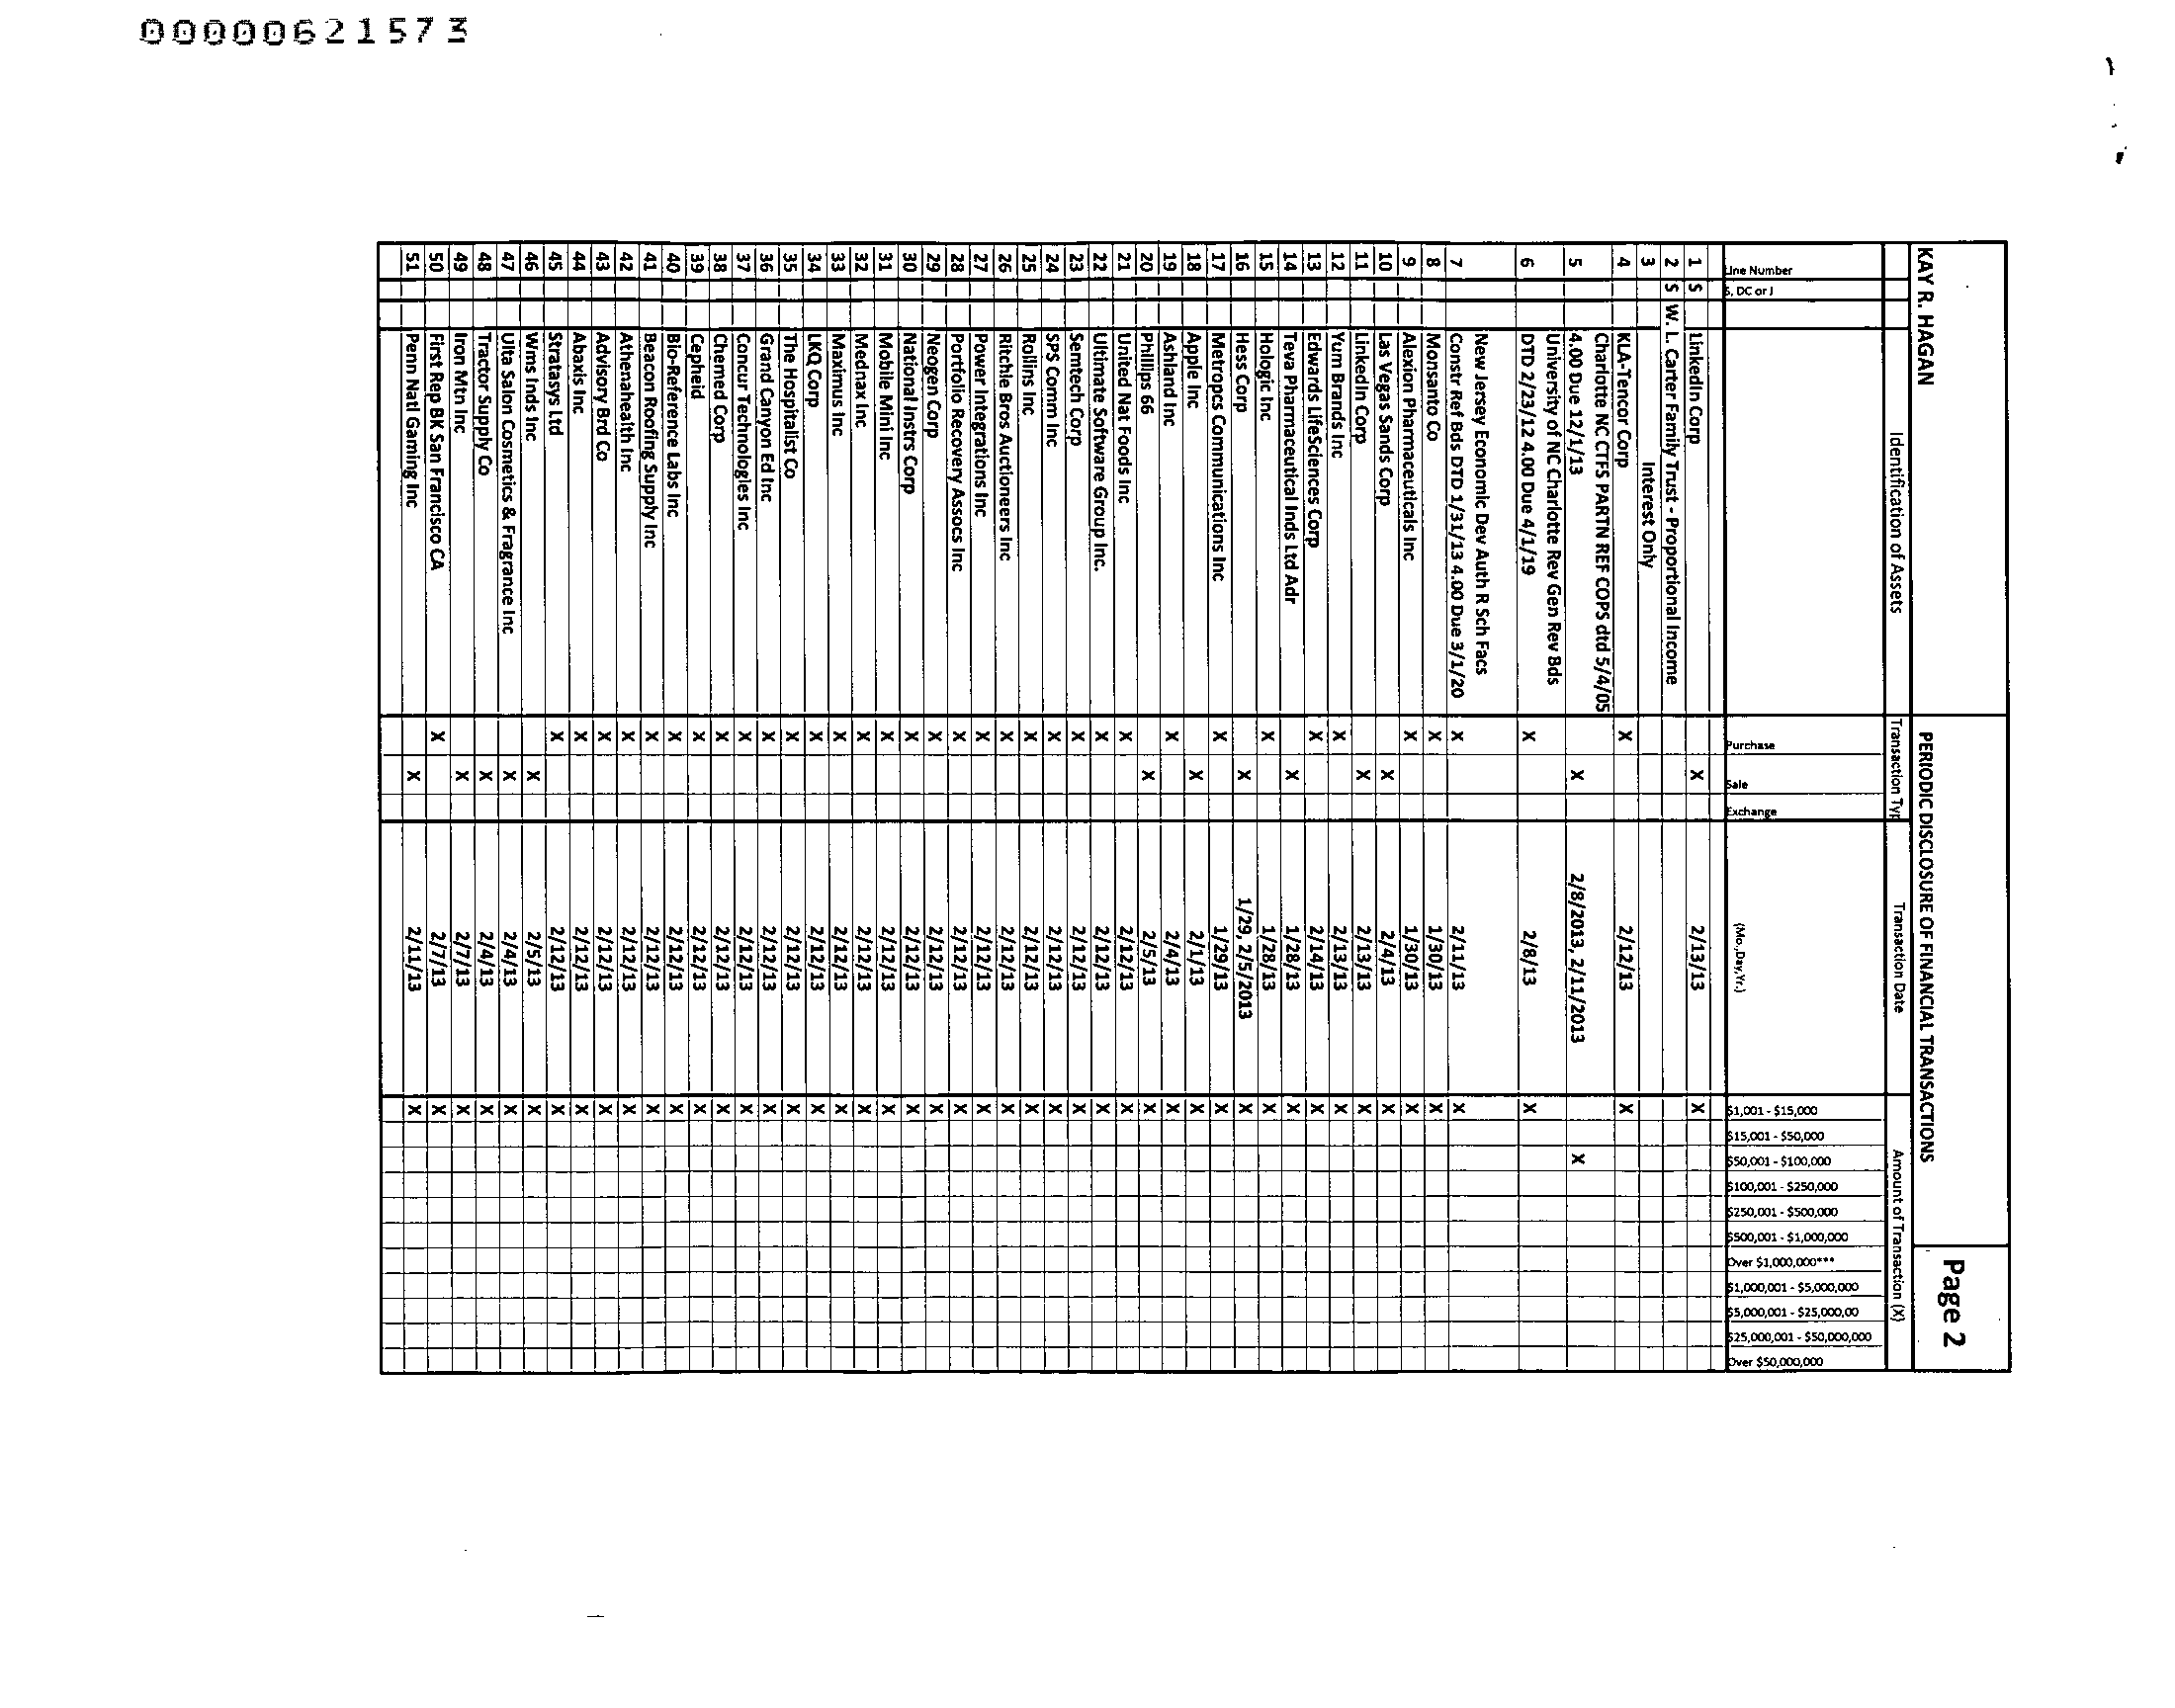 00000621573
KAY R. HAGAN PERIODIC DISCLOSURE OF FINANCIAL TRANSACTIONS Page 2
Identification of Assets Transaction Typ Transaction Date Amount of Transaction (X)
Line Number S, DC or J Purchase Sale Exchange (Mo.,Day,Yr.) $1,001 - $15,000 $15,001 - $50,000 $50,001 - $100,000 $100,001 - $250,000 $250,001 - $500,000 $500,001 - $1,000,000 Over $1,000,000*** $1,000,001 - $5,000,000 $5,000,001 - $25,000,00 $25,000,001 - $50,000,000 Over $50,000,000
1 S LinkedIn Corp X 2/13/13 X
2 S W. L. Carter Family Trust - Proportional Income
3 Interest Only
4 KLA-Tencor Corp X 2/12/13 X
Charlotte NC CTFS PARTN REF COPS dtd 5/4/05
5 4.00 Due 12/1/13 X 2/8/2013, 2/11/2013 X
University of NC Charlotte Rev Gen Rev Bds
6 DTD 2/23/12 4.00 Due 4/1/19 X 2/8/13 X
New Jersey Economic Dev Auth R Sch Facs
7 Constr Ref Bds DTD 1/31/13 4.00 Due 3/1/20 X 2/11/13 X
8 Monsanto Co X 1/30/13 X
9 Alexion Pharmaceuticals Inc X 1/30/13 X
10 Las Vegas Sands Corp X 2/4/13 X
11 LinkedIn Corp X 2/13/13 X
12 Yum Brands Inc X 2/13/13 X
13 Edwards LifeSciences Corp X 2/14/13 X
14 Teva Pharmaceutical Inds Ltd Adr X 1/28/13 X
15 Hologic Inc X 1/28/13 X
16 Hess Corp X 1/29, 2/5/2013 X
17 Metropcs Communications Inc X 1/29/13 X
18 Apple Inc X 2/1/13 X
19 Ashland Inc X 2/4/13 X
20 Phillips 66 X 2/5/13 X
21 United Nat Foods Inc X 2/12/13 X
22 Ultimate Software Group Inc. X 2/12/13 X
23 Semtech Corp X 2/12/13 X
24 SPS Comm Inc X 2/12/13 X
25 Rollins Inc X 2/12/13 X
26 Ritchie Bros Auctioneers Inc X 2/12/13 X
27 Power Integrations Inc X 2/12/13 X
28 Portfolio Recovery Assocs Inc X 2/12/13 X
29 Neogen Corp X 2/12/13 X
30 National Instrs Corp X 2/12/13 X
31 Mobile Mini Inc X 2/12/13 X
32 Mednax Inc X 2/12/13 X
33 Maximus Inc X 2/12/13 X
34 LKQ Corp X 2/12/13 X
35 The Hospitalist Co X 2/12/13 X
36 Grand Canyon Ed Inc X 2/12/13 X
37 Concur Technologies Inc X 2/12/13 X
38 Chemed Corp X 2/12/13 X
39 Cepheid X 2/12/13 X
40 Bio-Reference Labs Inc X 2/12/13 X
41 Beacon Roofing Supply Inc X 2/12/13 X
42 Athenahealth Inc X 2/12/13 X
43 Advisory Brd Co X 2/12/13 X
44 Abaxis Inc X 2/12/13 X
45 Stratasys Ltd X 2/12/13 X
46 Wms Inds Inc X 2/5/13 X
47 Ulta Salon Cosmetics & Fragrance Inc X 2/4/13 X
48 Tractor Supply Co X 2/4/13 X
49 Iron Mtn Inc X 2/7/13 X
50 First Rep BK San Francisco CA X 2/7/13 X
51 Penn Natl Gaming Inc X 2/11/13 X